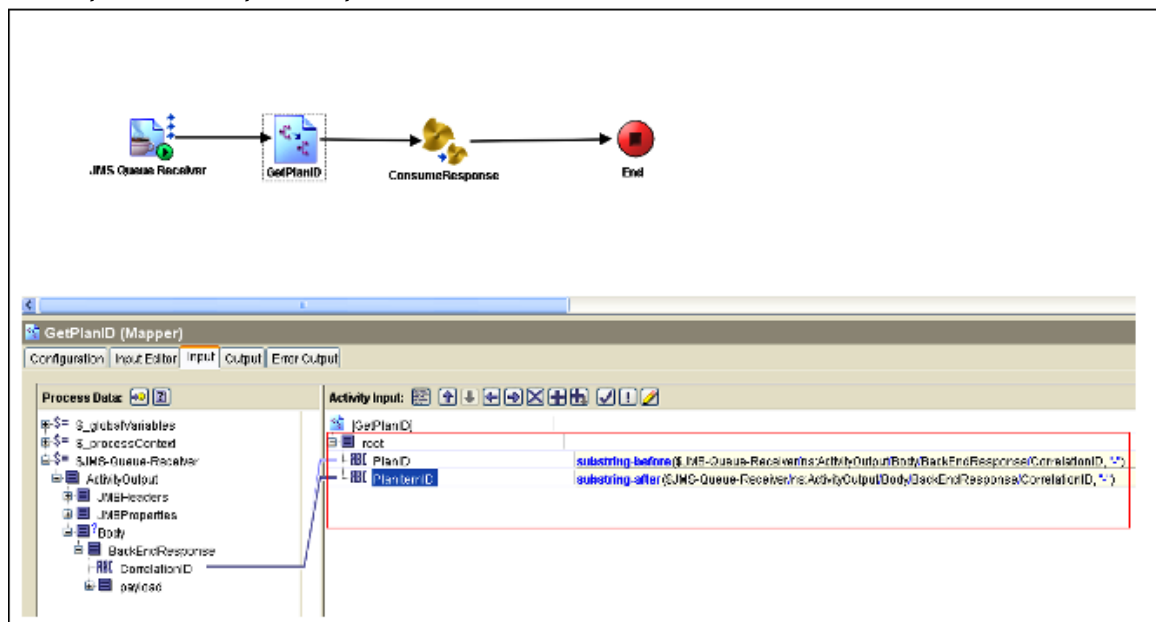 JMS Queue Receiver
GetPlanID
ConsumeResponse
End
GetPlanID (Mapper)
Configuration Input Editor Input Output Error Output
Process Data:
Activity Input:
$_globalVariables
$_processContext
$JMS-Queue-Receiver
ActivityOutput
JMSHeaders
JMSProperties
Body
BackEndResponse
CorrelationID
payload
[GetPlanID]
root
PlanID substring-before($JMS-Queue-Receiver/ns:ActivityOutput/Body/BackEndResponse/CorrelationID, "-")
PlanItemID substring-after($JMS-Queue-Receiver/ns:ActivityOutput/Body/BackEndResponse/CorrelationID, "-")